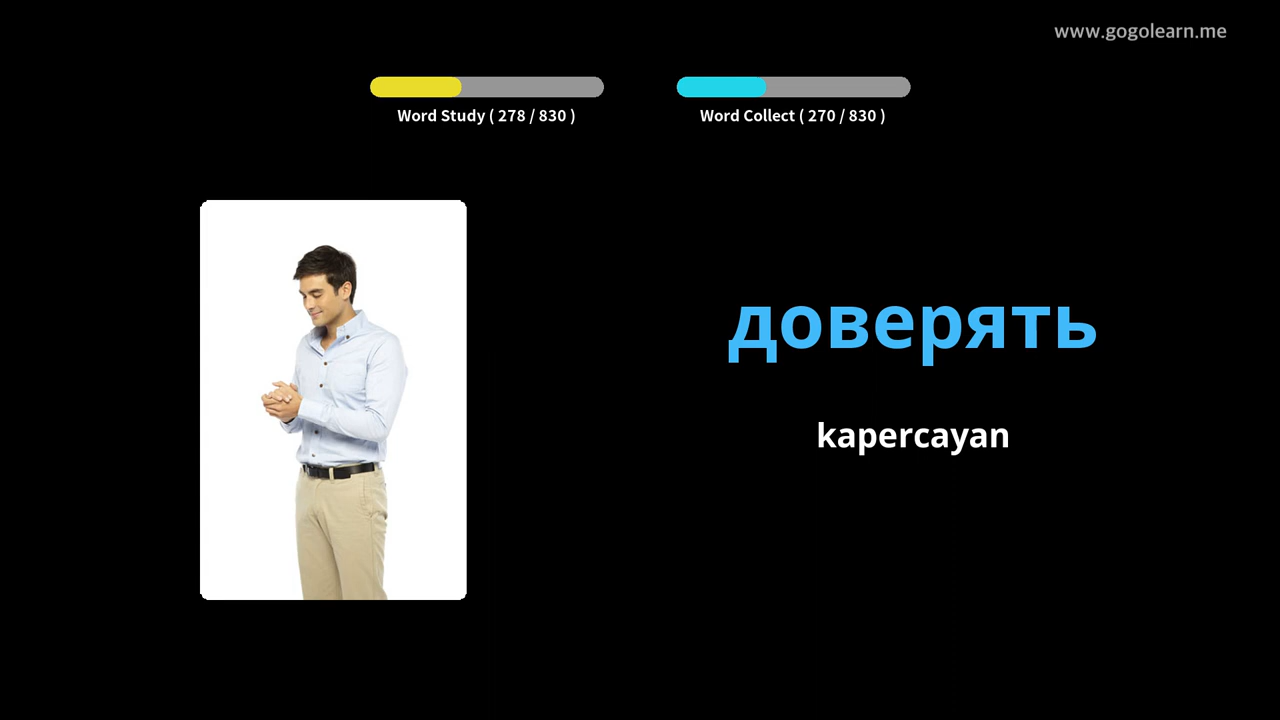 www.gogolearn.me
Word Study ( 278 / 830 )
Word Collect ( 270 / 830 )
доверять
kapercayan